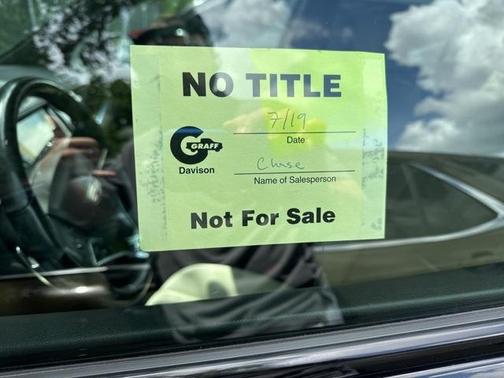 NO TITLE
7/19
Date
GRAFF
Davison
Chase
Name of Salesperson
Not For Sale